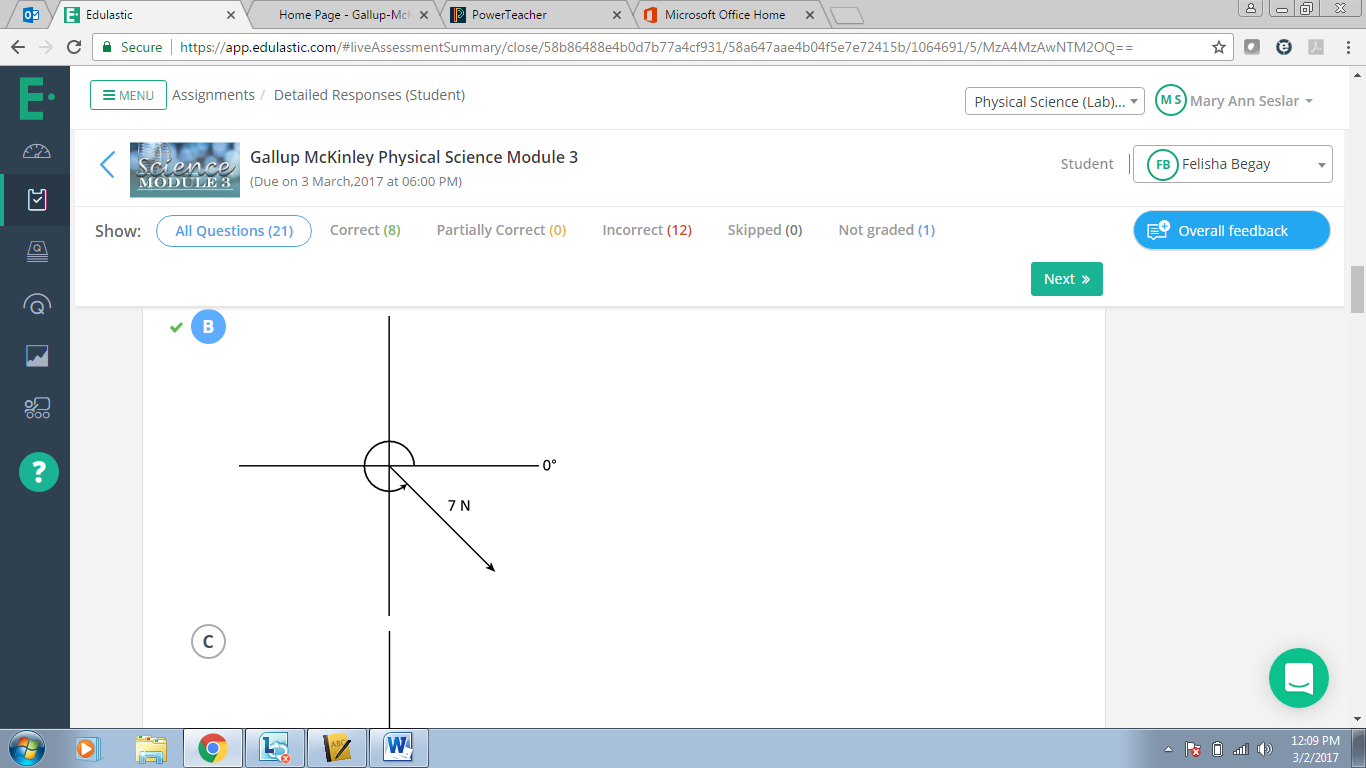 Edulastic
Home Page - Gallup-McK
PowerTeacher
Microsoft Office Home
Secure
https://app.edulastic.com/#liveAssessmentSummary/close/58b86488e4b0d7b77a4cf931/58a647aae4b04f5e7e72415b/1064691/5/MzA4MzAwNTM2OQ==
E
MENU
Assignments / Detailed Responses (Student)
Physical Science (Lab)...
MS
Mary Ann Seslar
Science
MODULE 3
Gallup McKinley Physical Science Module 3
(Due on 3 March,2017 at 06:00 PM)
Student
FB
Felisha Begay
Show:
All Questions (21)
Correct (8)
Partially Correct (0)
Incorrect (12)
Skipped (0)
Not graded (1)
Overall feedback
Next »
B
0°
7 N
C
?
12:09 PM
3/2/2017